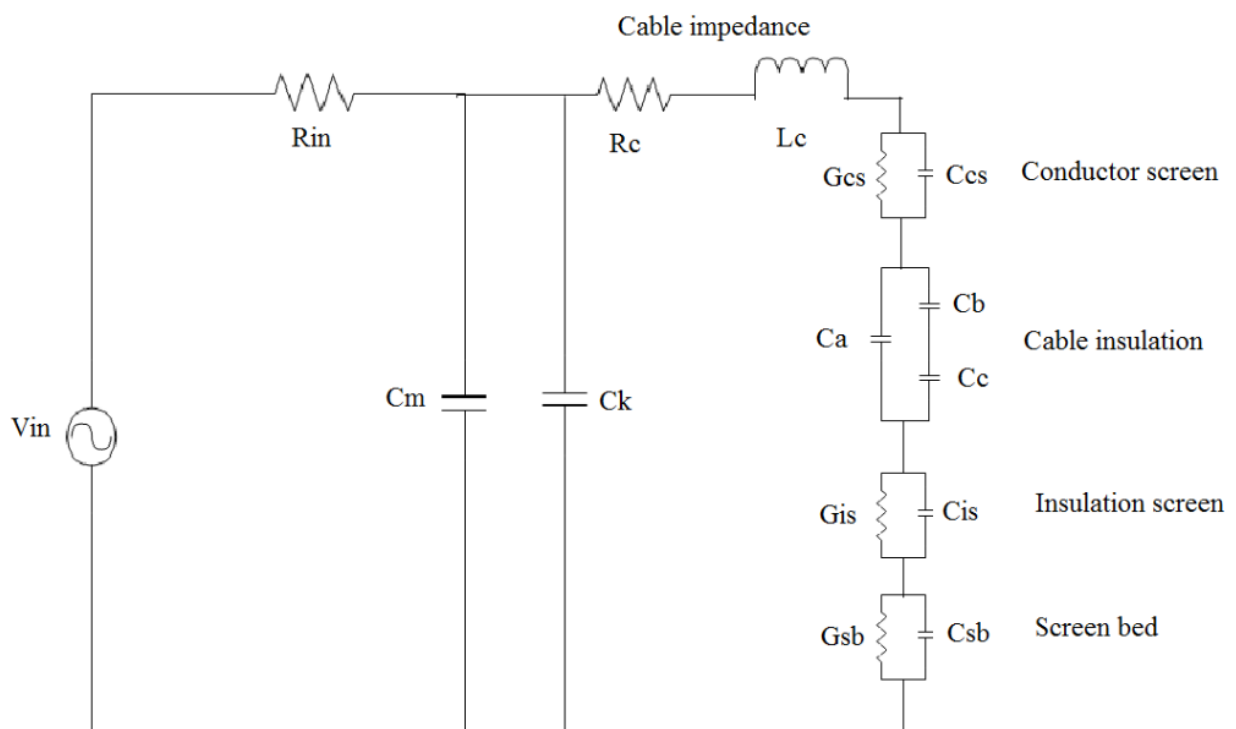 Cable impedance
Rin
Rc
Lc
Gcs
Ccs
Conductor screen
Ca
Cb
Cc
Cable insulation
Cm
Ck
Vin
Gis
Cis
Insulation screen
Gsb
Csb
Screen bed